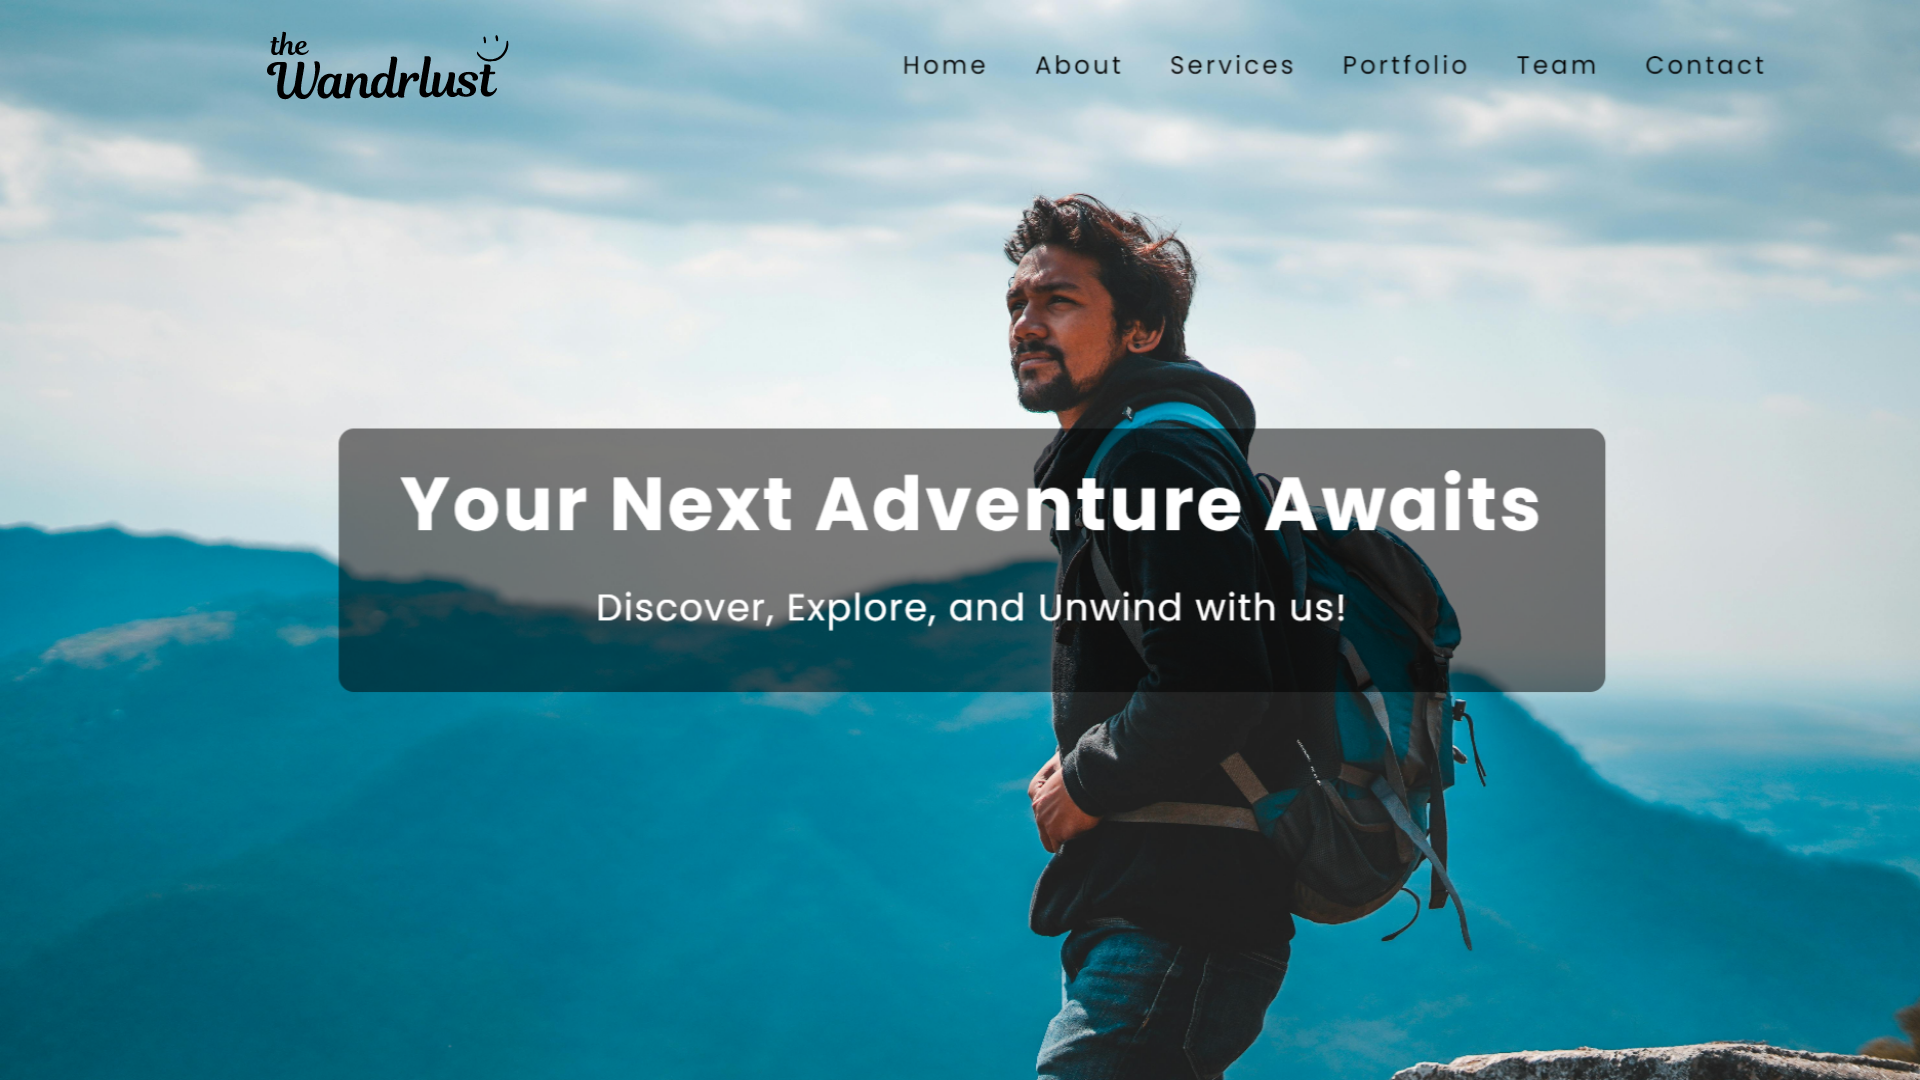 the
Wandrlust
Home About Services Portfolio Team Contact
Your Next Adventure Awaits
Discover, Explore, and Unwind with us!